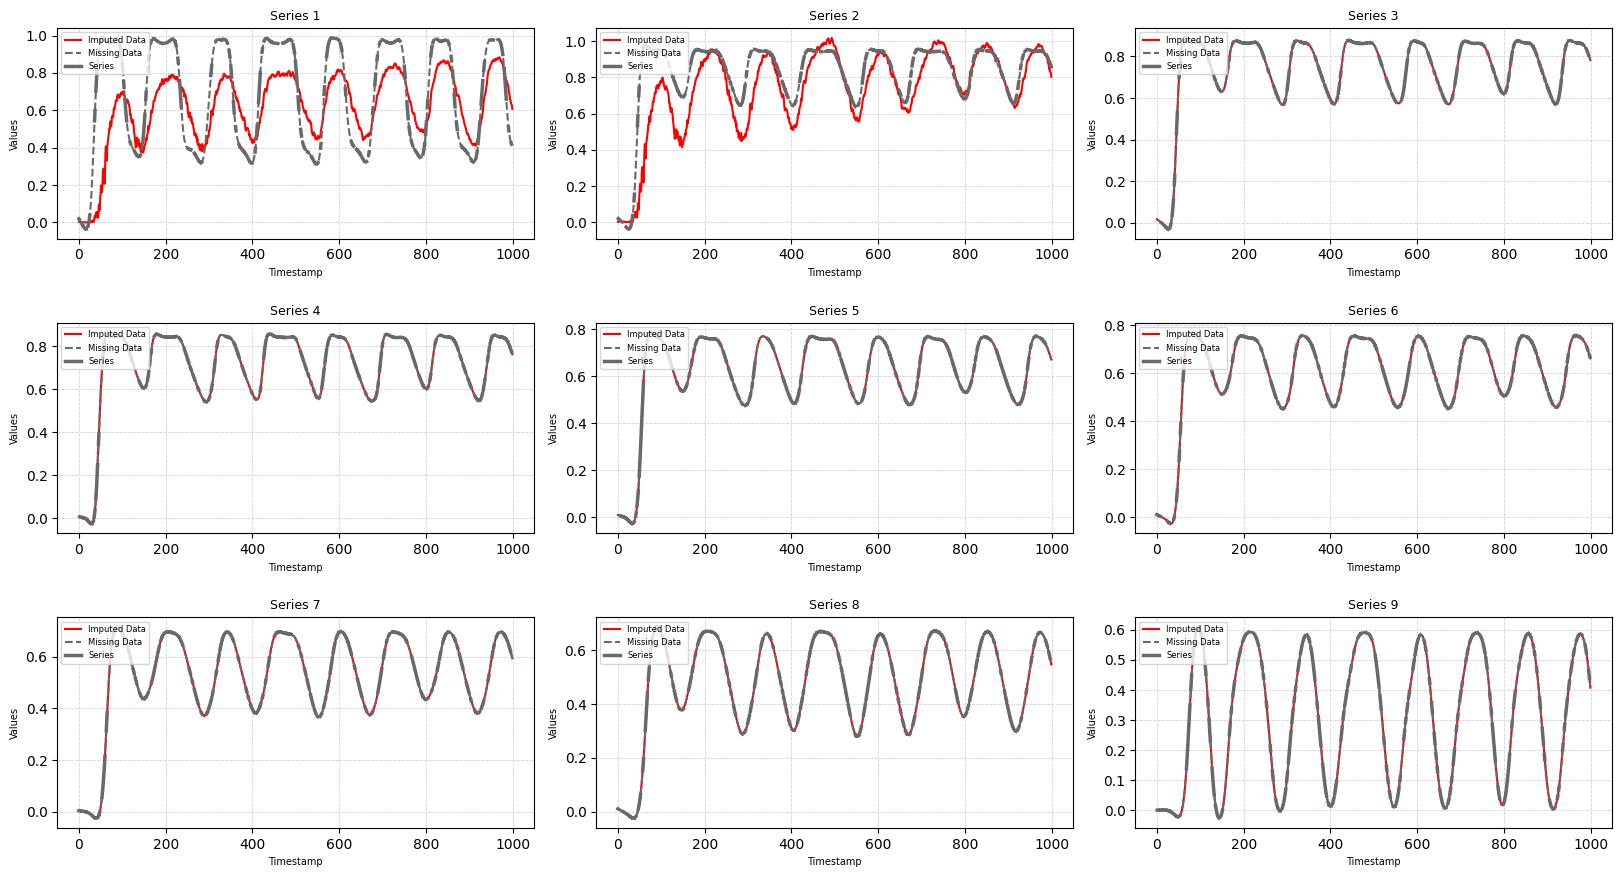 Series 1
Values
1.0
0.8
0.6
0.4
0.2
0.0
Imputed Data
Missing Data
Series
0 200 400 600 800 1000
Timestamp
Series 2
Values
1.0
0.8
0.6
0.4
0.2
0.0
Imputed Data
Missing Data
Series
0 200 400 600 800 1000
Timestamp
Series 3
Values
0.8
0.6
0.4
0.2
0.0
Imputed Data
Missing Data
Series
0 200 400 600 800 1000
Timestamp
Series 4
Values
0.8
0.6
0.4
0.2
0.0
Imputed Data
Missing Data
Series
0 200 400 600 800 1000
Timestamp
Series 5
Values
0.8
0.6
0.4
0.2
0.0
Imputed Data
Missing Data
Series
0 200 400 600 800 1000
Timestamp
Series 6
Values
0.8
0.6
0.4
0.2
0.0
Imputed Data
Missing Data
Series
0 200 400 600 800 1000
Timestamp
Series 7
Values
0.6
0.4
0.2
0.0
Imputed Data
Missing Data
Series
0 200 400 600 800 1000
Timestamp
Series 8
Values
0.6
0.4
0.2
0.0
Imputed Data
Missing Data
Series
0 200 400 600 800 1000
Timestamp
Series 9
Values
0.6
0.5
0.4
0.3
0.2
0.1
0.0
Imputed Data
Missing Data
Series
0 200 400 600 800 1000
Timestamp